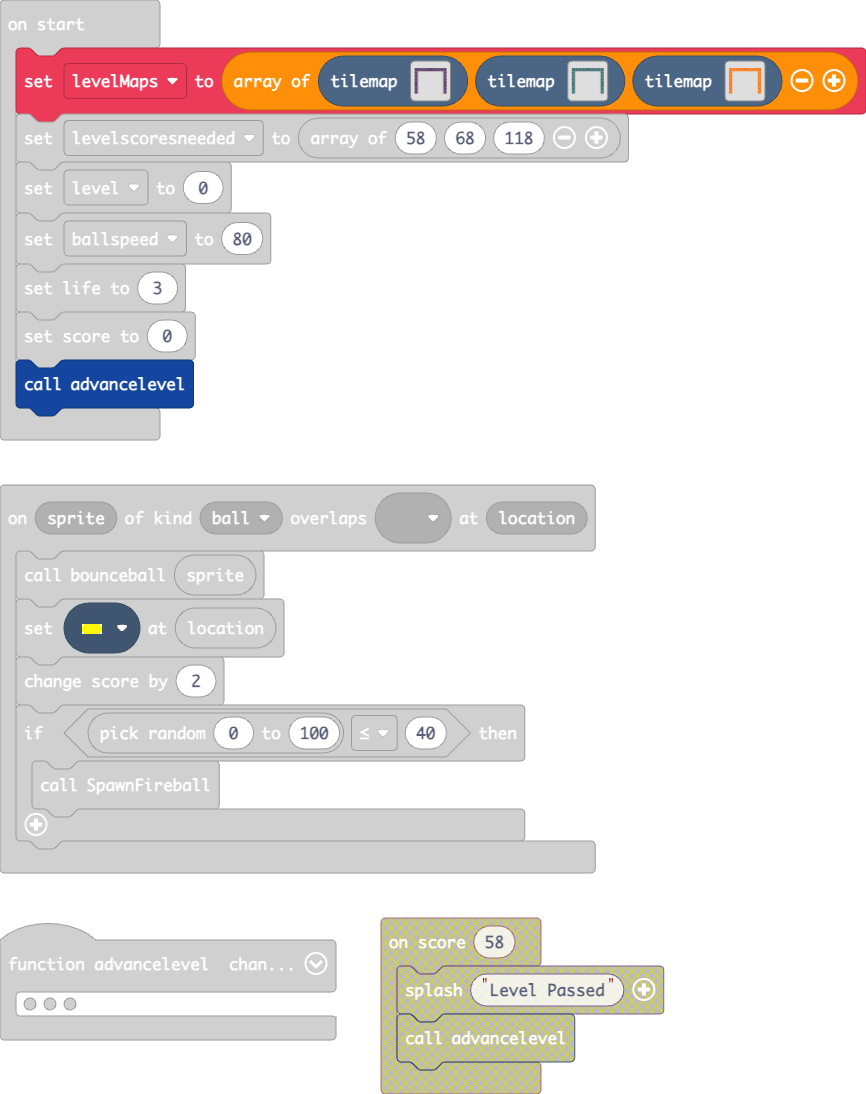 on start
set levelMaps to array of tilemap tilemap tilemap
set levelscoresneeded to array of 58 68 118
set level to 0
set ballspeed to 80
set life to 3
set score to 0
call advancelevel
on sprite of kind ball overlaps at location
call bounceball sprite
set at location
change score by 2
if pick random 0 to 100 ≤ 40 then
call SpawnFireball
function advancelevel chan...
on score 58
splash "Level Passed"
call advancelevel